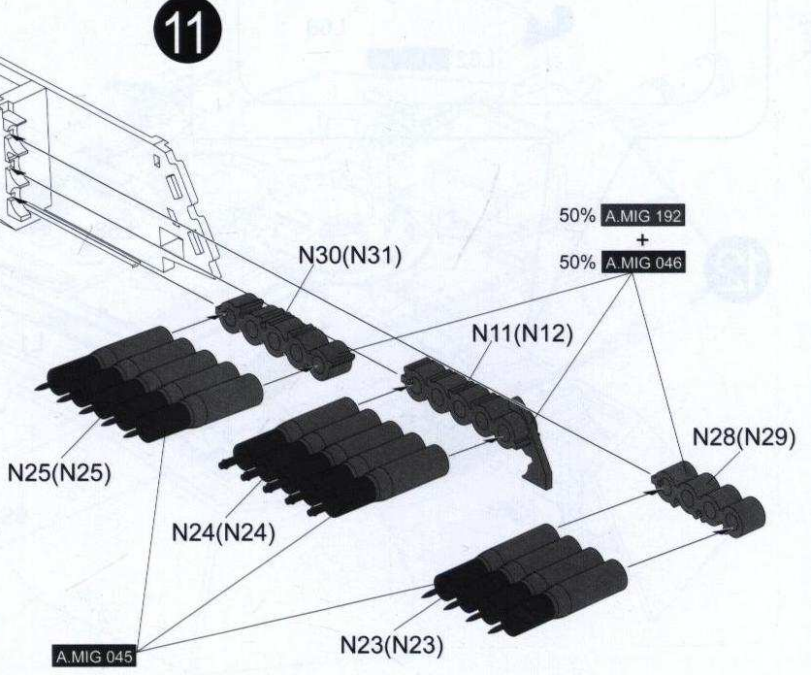 11
50% A.MIG 192
+
50% A.MIG 046
N30(N31)
N11(N12)
N28(N29)
N25(N25)
N24(N24)
N23(N23)
A.MIG 045